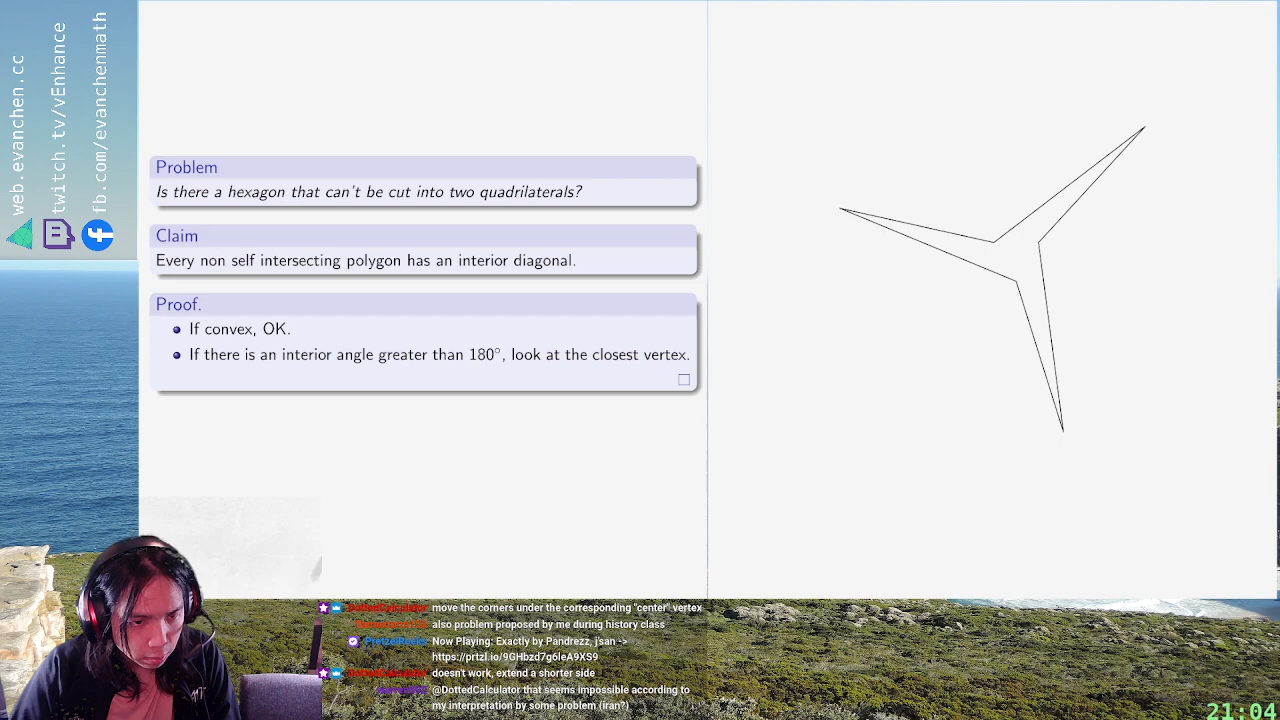 web.evanchen.cc
twitch.tv/vEnhance
fb.com/evanchenmath
Problem
Is there a hexagon that can't be cut into two quadrilaterals?
Claim
Every non self intersecting polygon has an interior diagonal.
Proof.
If convex, OK.
If there is an interior angle greater than 180°, look at the closest vertex.
□
DottedCalculator move the corners under the corresponding "center" vertex
also problem proposed by me during history class
PretzelRocks Now Playing: Exactly by Pandrezz, j'san ->
https://prtzl.io/9GHbzd7g6leA9XS9
DottedCalculator doesn't work, extend a shorter side
@DottedCalculator that seems impossible according to
my interpretation by some problem (iran?)
21:04